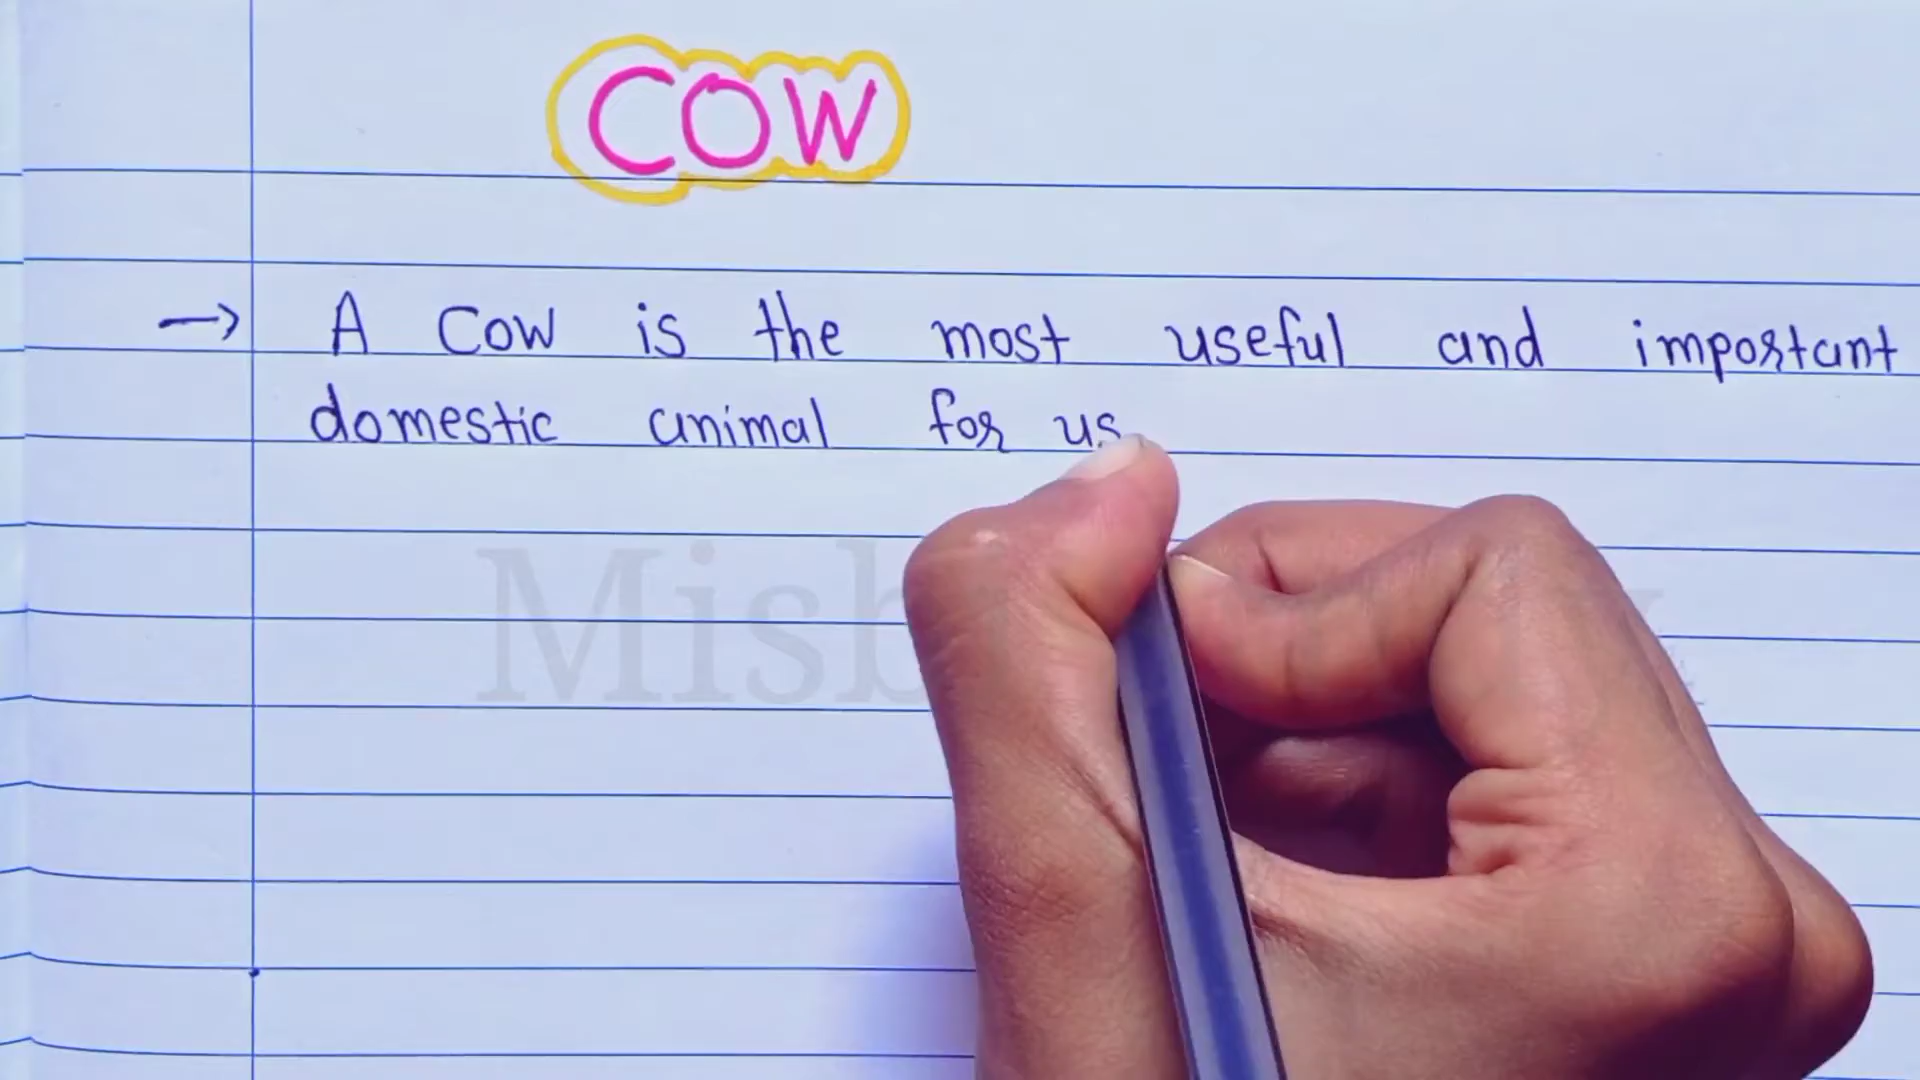 COW
→ A Cow is the most useful and important
domestic animal for us